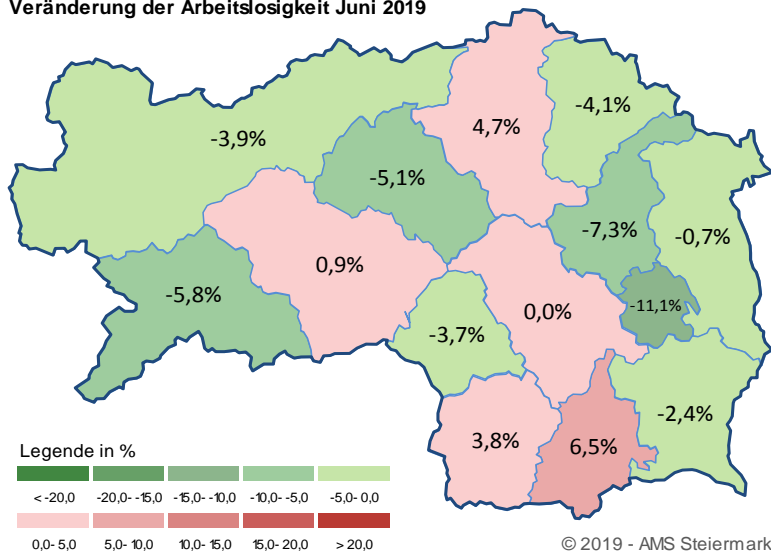 Veränderung der Arbeitslosigkeit Juni 2019
4,7%
-4,1%
-3,9%
-5,1%
-7,3%
-0,7%
0,9%
-5,8%
-11,1%
0,0%
-3,7%
-2,4%
3,8%
6,5%
Legende in %
< -20,0 -20,0- -15,0 -15,0- -10,0 -10,0- -5,0 -5,0- 0,0
0,0- 5,0 5,0- 10,0 10,0- 15,0 15,0- 20,0 > 20,0
© 2019 - AMS Steiermark